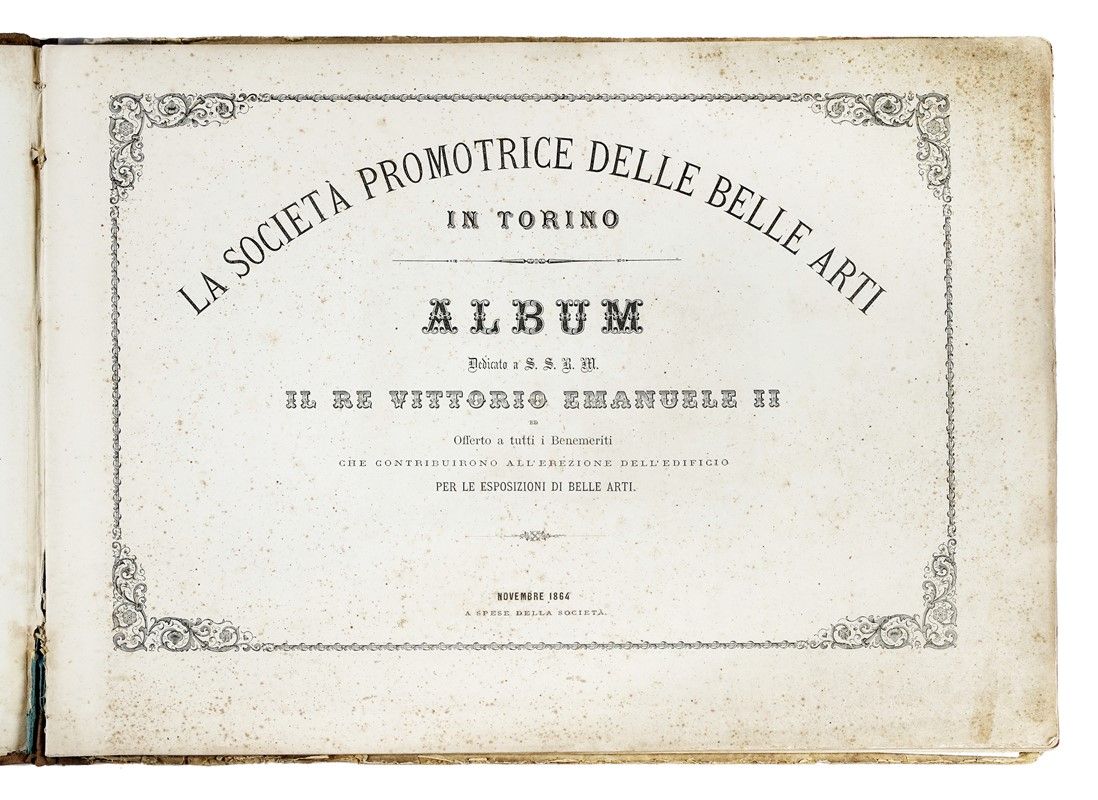 LA SOCIETÀ PROMOTRICE DELLE BELLE ARTI
IN TORINO
ALBUM
Dedicato a S. S. R. M.
IL RE VITTORIO EMANUELE II
ED
Offerto a tutti i Benemeriti
CHE CONTRIBUIRONO ALL'EREZIONE DELL'EDIFICIO
PER LE ESPOSIZIONI DI BELLE ARTI.
NOVEMBRE 1864
A SPESE DELLA SOCIETÀ.